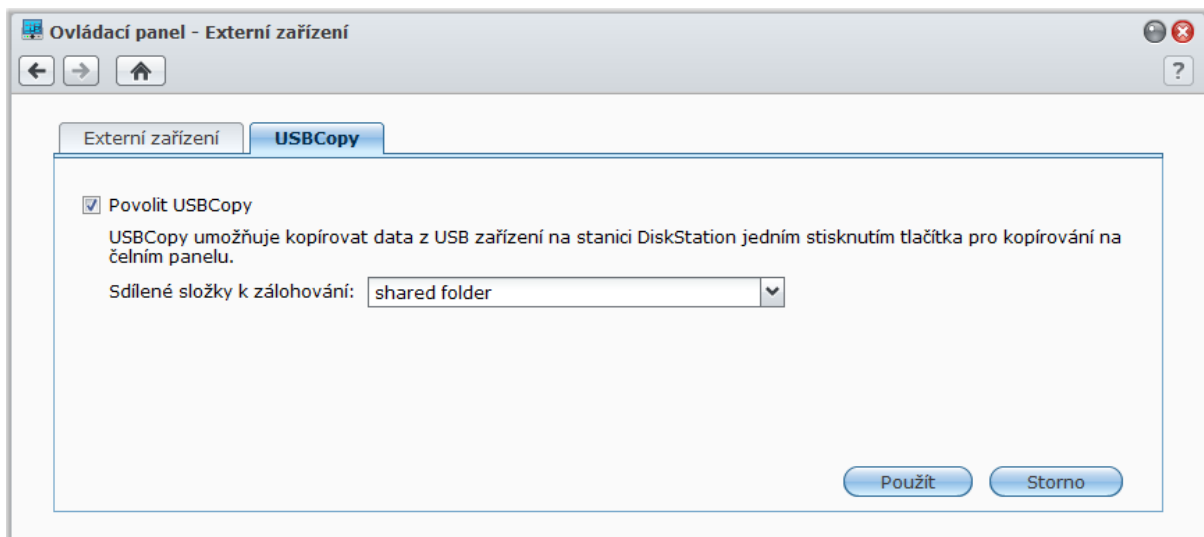 Ovládací panel - Externí zařízení
?
Externí zařízení
USBCopy
Povolit USBCopy
USBCopy umožňuje kopírovat data z USB zařízení na stanici DiskStation jedním stisknutím tlačítka pro kopírování na
čelním panelu.
Sdílené složky k zálohování: shared folder
Použít
Storno